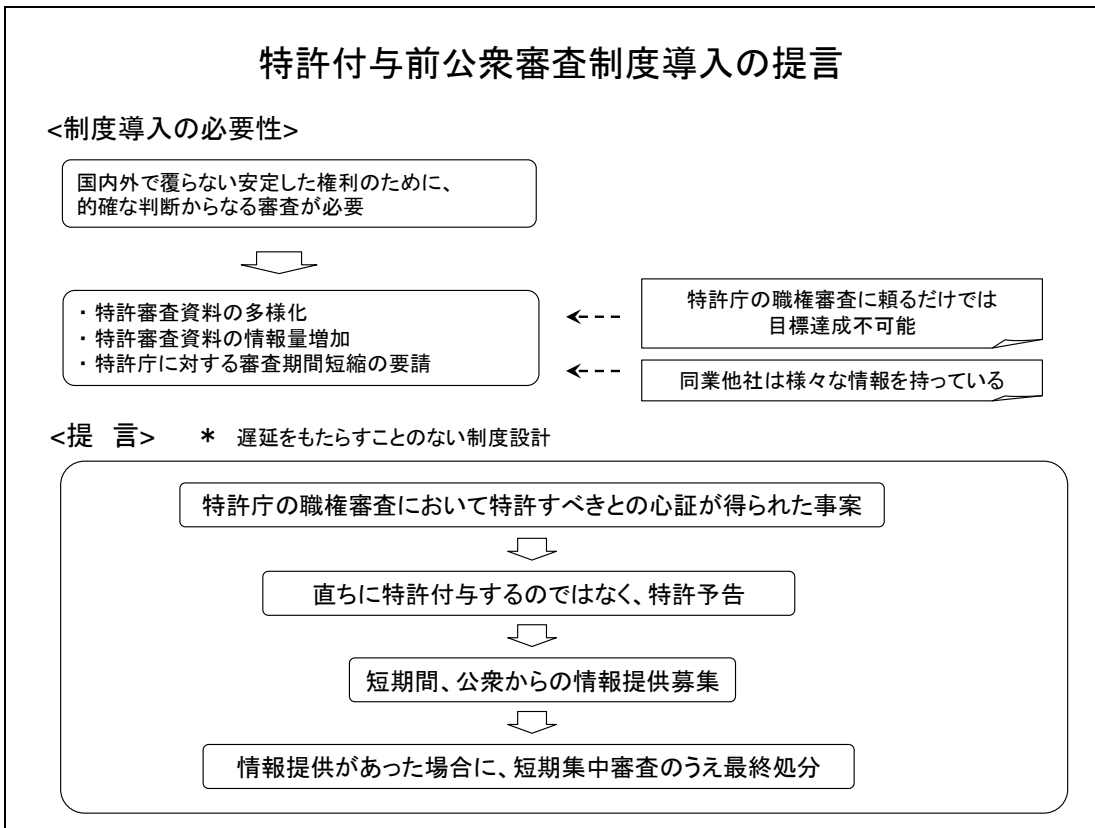 特許付与前公衆審査制度導入の提言
<制度導入の必要性>
国内外で覆らない安定した権利のために、
的確な判断からなる審査が必要
・ 特許審査資料の多様化
・ 特許審査資料の情報量増加
・ 特許庁に対する審査期間短縮の要請
特許庁の職権審査に頼るだけでは
目標達成不可能
同業他社は様々な情報を持っている
<提　言>　＊　遅延をもたらすことのない制度設計
特許庁の職権審査において特許すべきとの心証が得られた事案
直ちに特許付与するのではなく、特許予告
短期間、公衆からの情報提供募集
情報提供があった場合に、短期集中審査のうえ最終処分